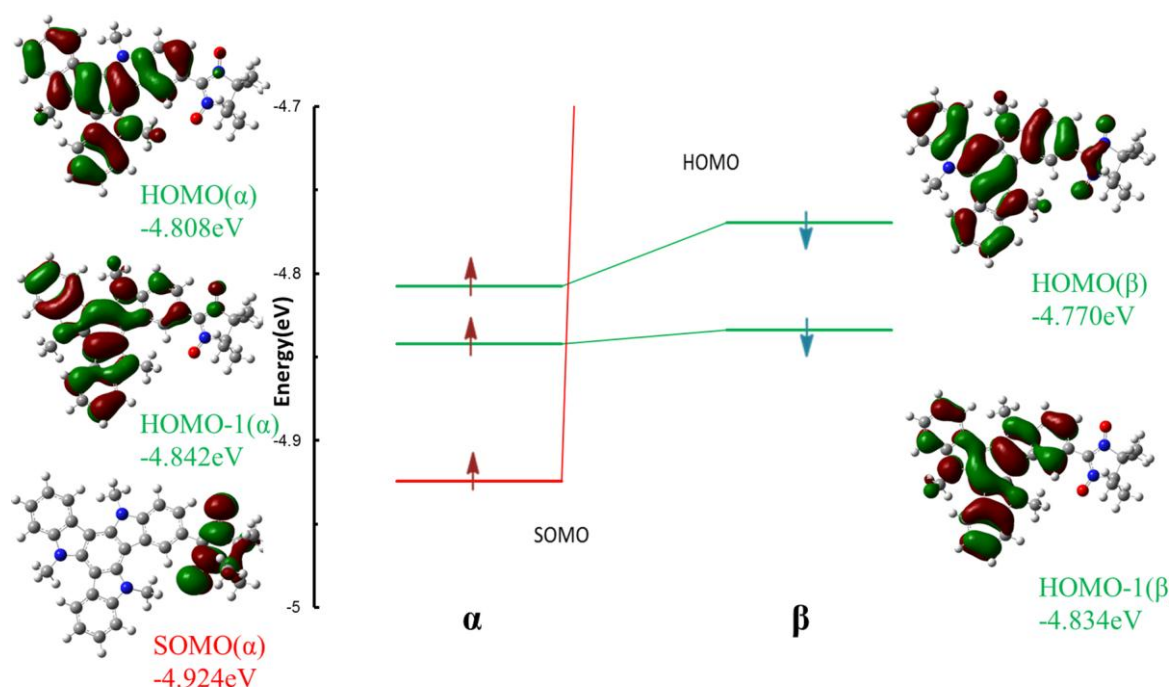 HOMO(α)
-4.808eV
HOMO-1(α)
-4.842eV
SOMO(α)
-4.924eV
Energy(eV)
-4.7
-4.8
-4.9
-5
HOMO
SOMO
α
β
HOMO(β)
-4.770eV
HOMO-1(β
-4.834eV